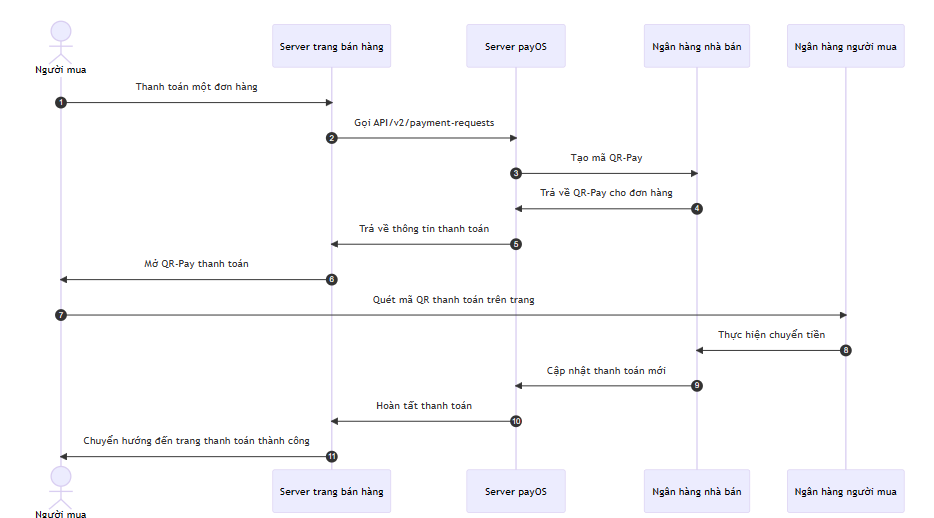 Người mua
Server trang bán hàng
Server payOS
Ngân hàng nhà bán
Ngân hàng người mua
Thanh toán một đơn hàng
1
Gọi API/v2/payment-requests
2
Tạo mã QR-Pay
3
Trả về QR-Pay cho đơn hàng
4
Trả về thông tin thanh toán
5
Mở QR-Pay thanh toán
6
Quét mã QR thanh toán trên trang
7
Thực hiện chuyển tiền
8
Cập nhật thanh toán mới
9
Hoàn tất thanh toán
10
Chuyển hướng đến trang thanh toán thành công
11
Server trang bán hàng
Server payOS
Ngân hàng nhà bán
Ngân hàng người mua
Người mua